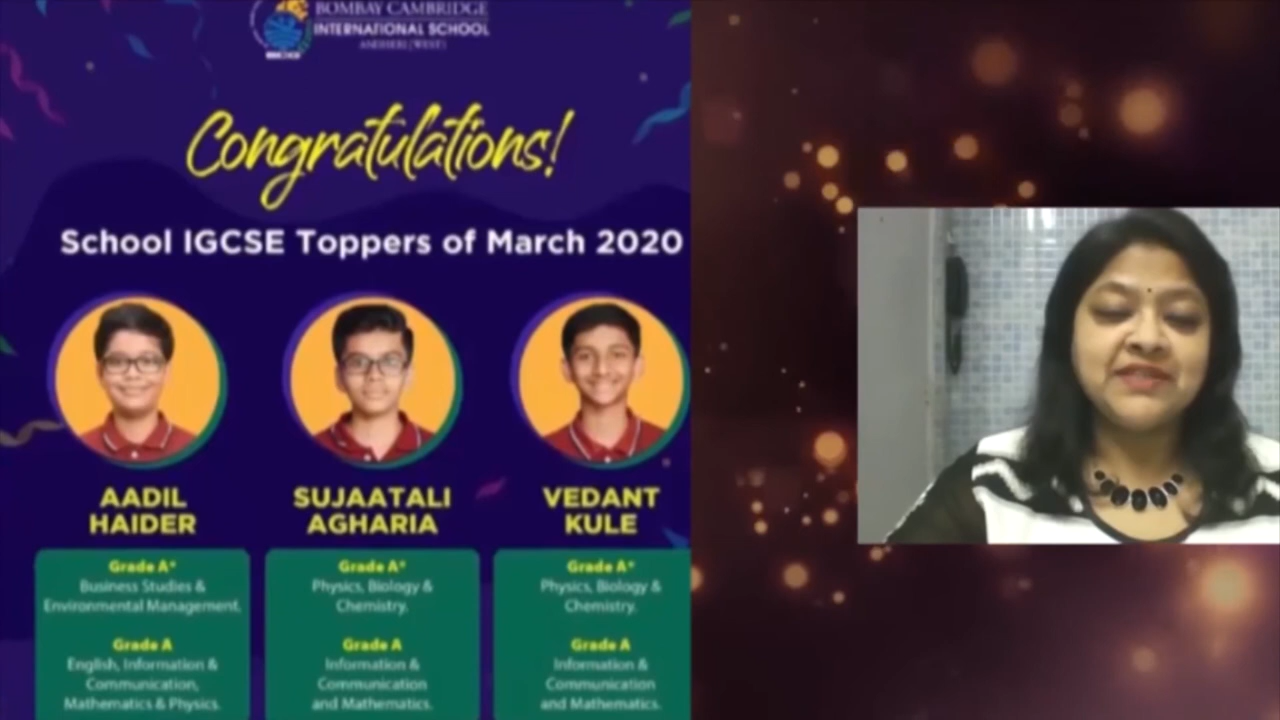 BOMBAY CAMBRIDGE
INTERNATIONAL SCHOOL
ANDHERI (WEST)
Congratulations!
School IGCSE Toppers of March 2020
AADIL
HAIDER
Grade A*
Business Studies &
Environmental Management.
Grade A
English, Information &
Communication,
Mathematics & Physics.
SUJAATALI
AGHARIA
Grade A*
Physics, Biology &
Chemistry.
Grade A
Information &
Communication
and Mathematics.
VEDANT
KULE
Grade A*
Physics, Biology &
Chemistry.
Grade A
Information &
Communication
and Mathematics.